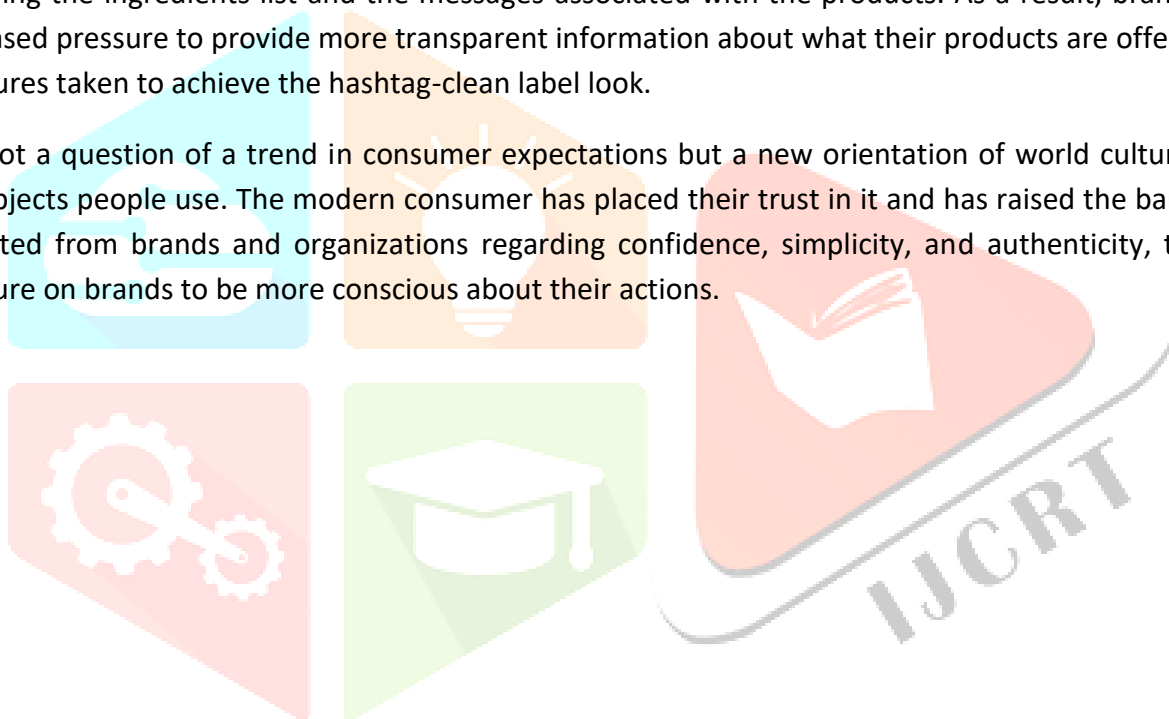 ing the ingredients list and the messages associated with the products. As a result, bran
ased pressure to provide more transparent information about what their products are offe
ures taken to achieve the hashtag-clean label look.
ot a question of a trend in consumer expectations but a new orientation of world cultur
bjects people use. The modern consumer has placed their trust in it and has raised the ba
ted from brands and organizations regarding confidence, simplicity, and authenticity, t
ure on brands to be more conscious about their actions.
IJCRT